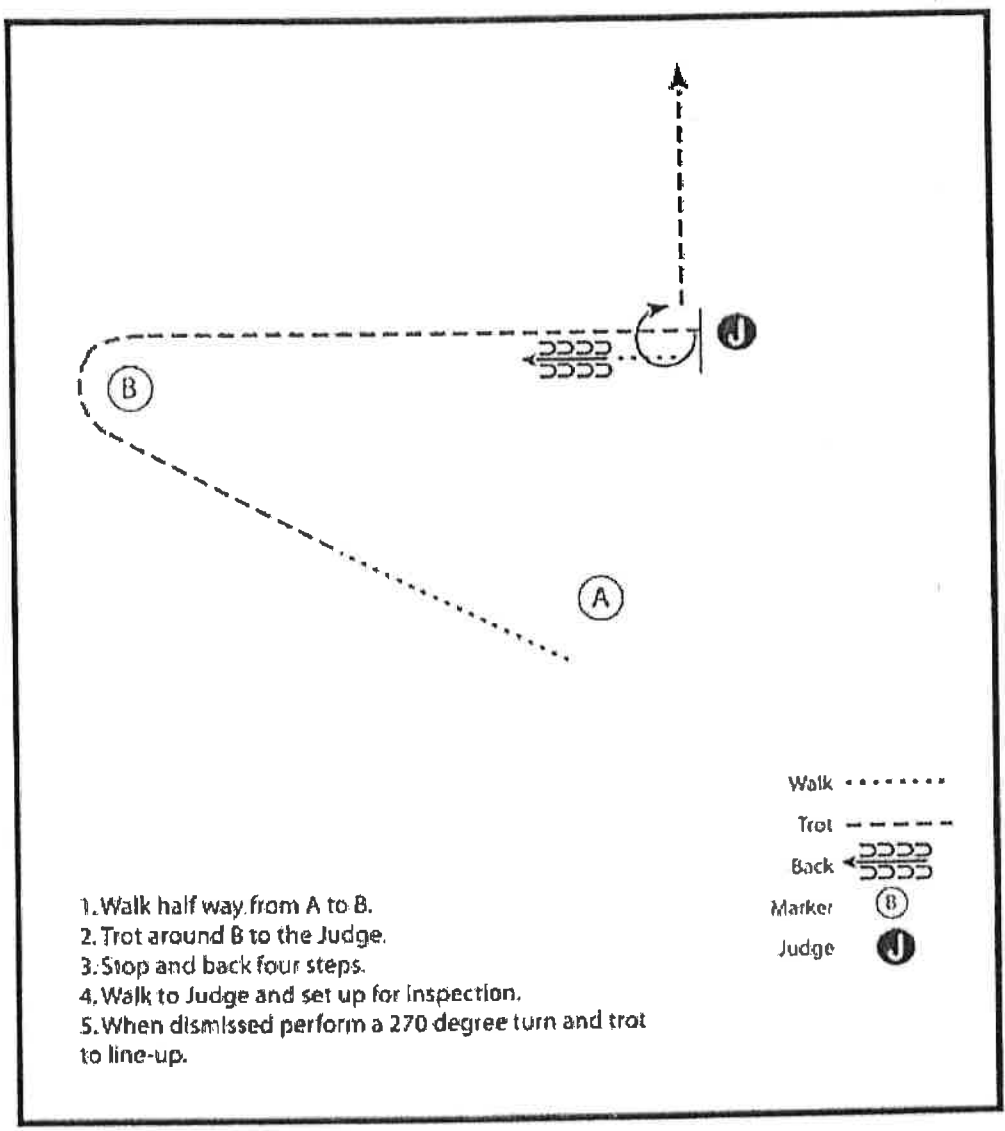 J
B
A
Walk
Trot
Back
Marker B
Judge J
1. Walk half way from A to B.
2. Trot around B to the Judge.
3. Stop and back four steps.
4. Walk to Judge and set up for inspection.
5. When dismissed perform a 270 degree turn and trot
to line-up.